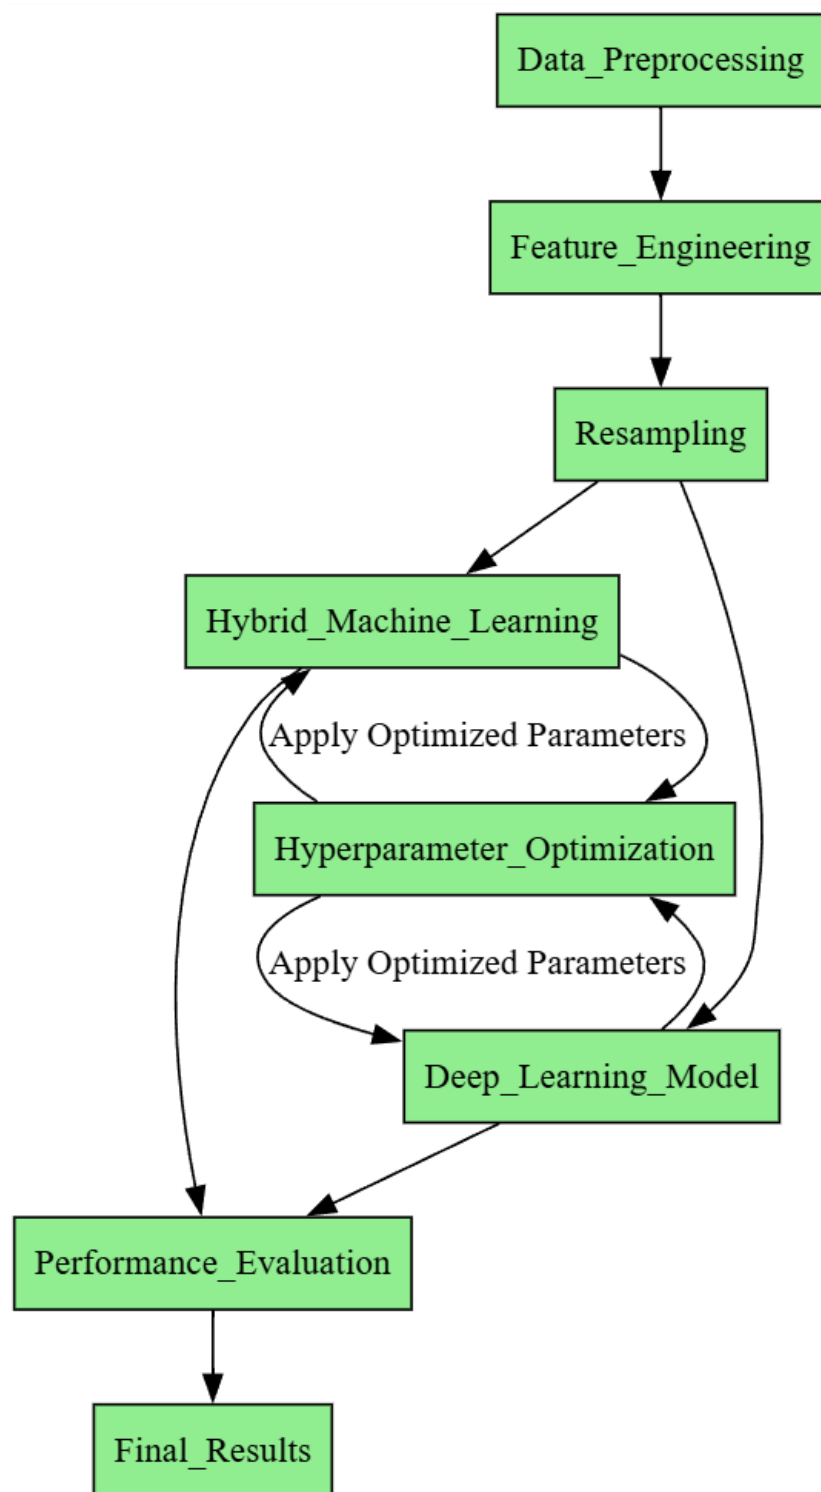 Data_Preprocessing
Feature_Engineering
Resampling
Hybrid_Machine_Learning
Apply Optimized Parameters
Hyperparameter_Optimization
Apply Optimized Parameters
Deep_Learning_Model
Performance_Evaluation
Final_Results